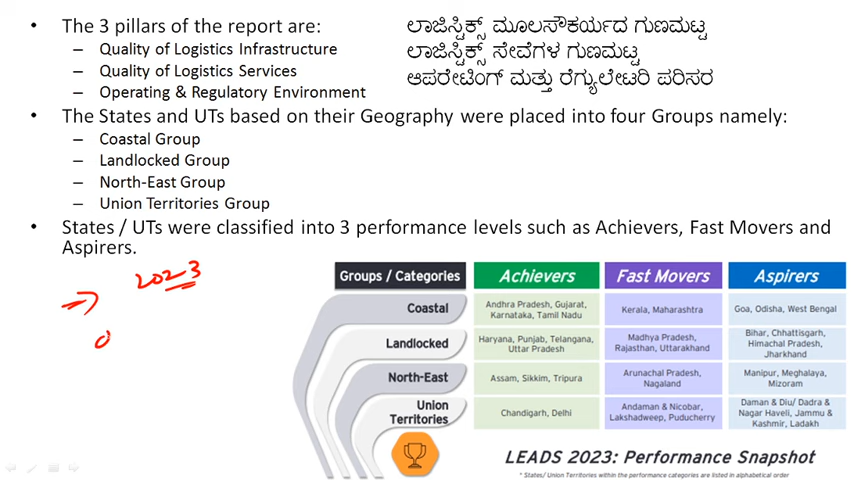 • The 3 pillars of the report are:
– Quality of Logistics Infrastructure
– Quality of Logistics Services
– Operating & Regulatory Environment
ಲಾಜಿಸ್ಟಿಕ್ಸ್ ಮೂಲಸೌಕರ್ಯದ ಗುಣಮಟ್ಟ
ಲಾಜಿಸ್ಟಿಕ್ಸ್ ಸೇವೆಗಳ ಗುಣಮಟ್ಟ
ಆಪರೇಟಿಂಗ್ ಮತ್ತು ರೆಗ್ಯುಲೇಟರಿ ಪರಿಸರ
• The States and UTs based on their Geography were placed into four Groups namely:
– Coastal Group
– Landlocked Group
– North-East Group
– Union Territories Group
• States / UTs were classified into 3 performance levels such as Achievers, Fast Movers and
Aspirers.
2023
Groups / Categories Achievers Fast Movers Aspirers
Coastal
Andhra Pradesh, Gujarat,
Karnataka, Tamil Nadu
Kerala, Maharashtra
Goa, Odisha, West Bengal
Landlocked
Haryana, Punjab, Telangana,
Uttar Pradesh
Madhya Pradesh,
Rajasthan, Uttarakhand
Bihar, Chhattisgarh,
Himachal Pradesh,
Jharkhand
North-East
Assam, Sikkim, Tripura
Arunachal Pradesh,
Nagaland
Manipur, Meghalaya,
Mizoram
Union
Territories
Chandigarh, Delhi
Andaman & Nicobar,
Lakshadweep, Puducherry
Daman & Diu/ Dadra &
Nagar Haveli, Jammu &
Kashmir, Ladakh
LEADS 2023: Performance Snapshot
* States/ Union Territories within the performance categories are listed in alphabetical order